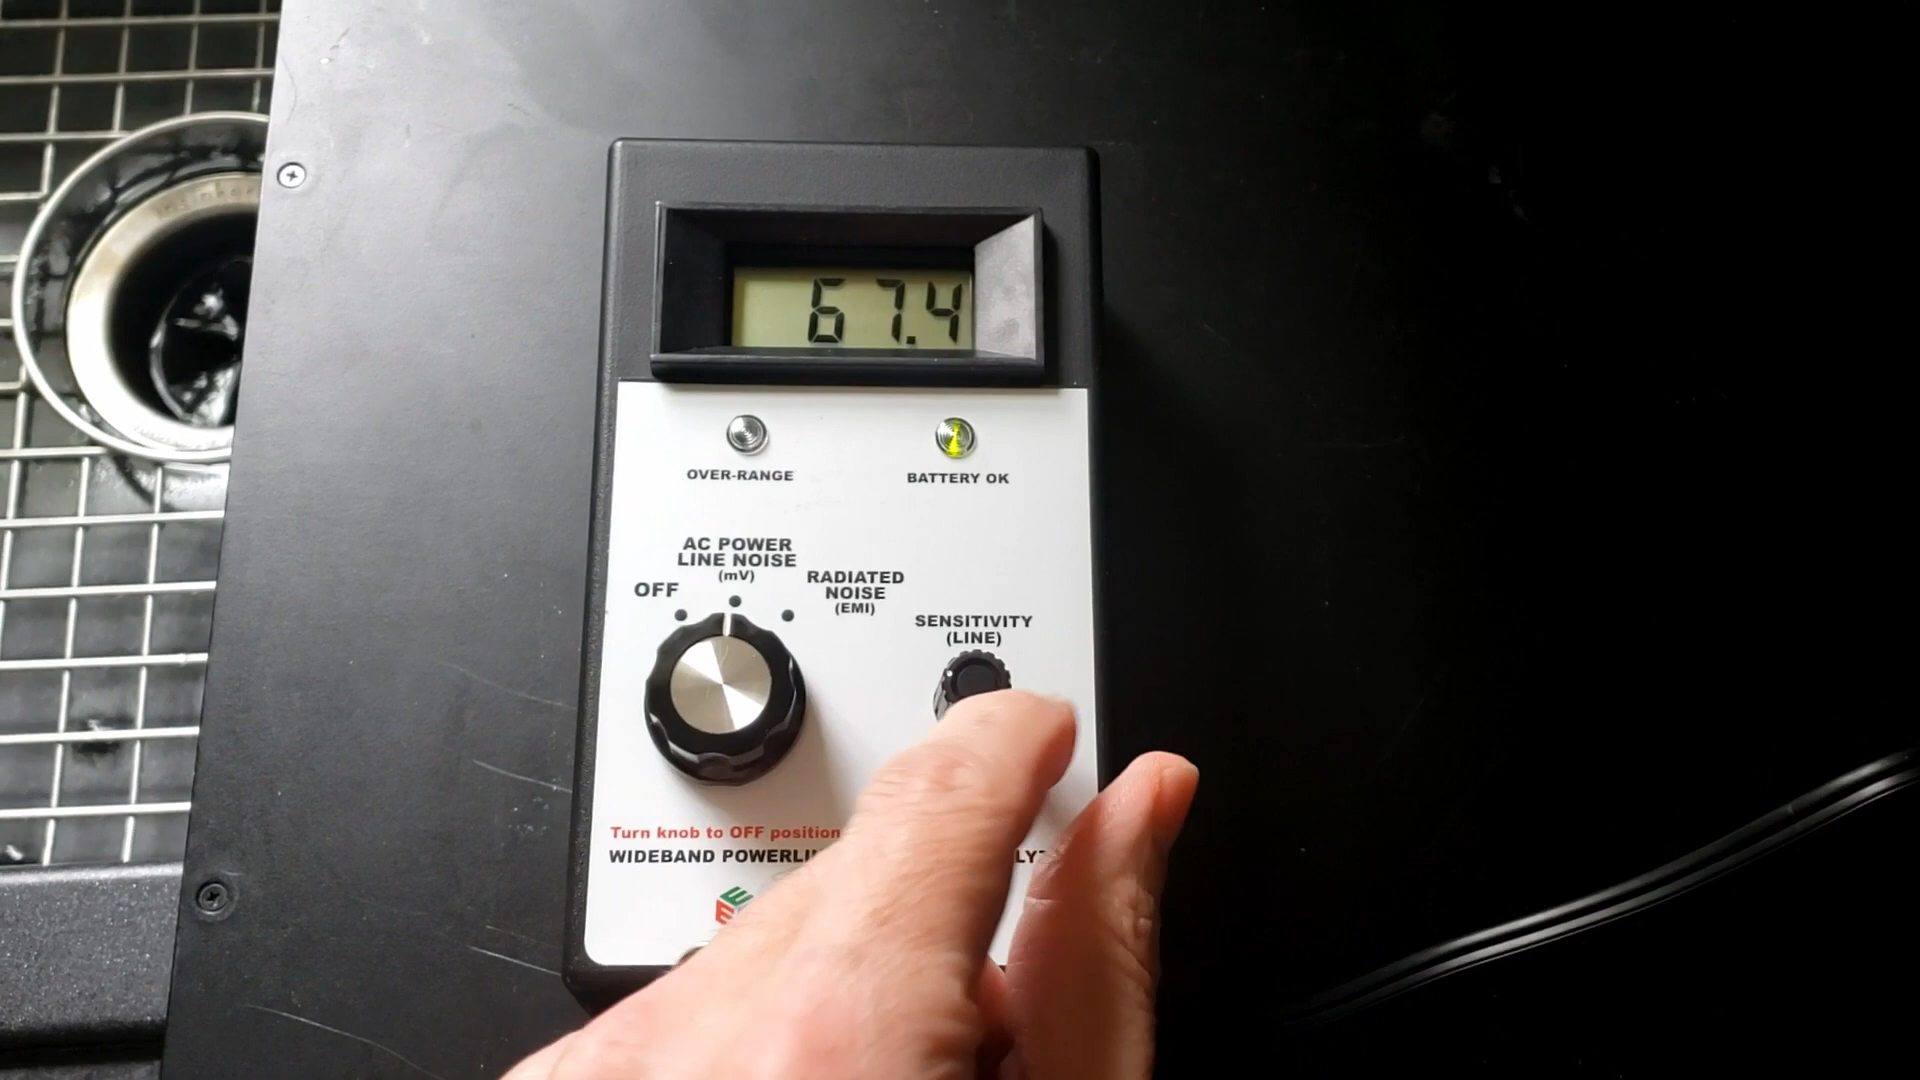 67.4
OVER-RANGE
BATTERY OK
AC POWER
LINE NOISE
(mV)
OFF
RADIATED
NOISE
(EMI)
SENSITIVITY
(LINE)
Turn knob to OFF position
WIDEBAND
E
E